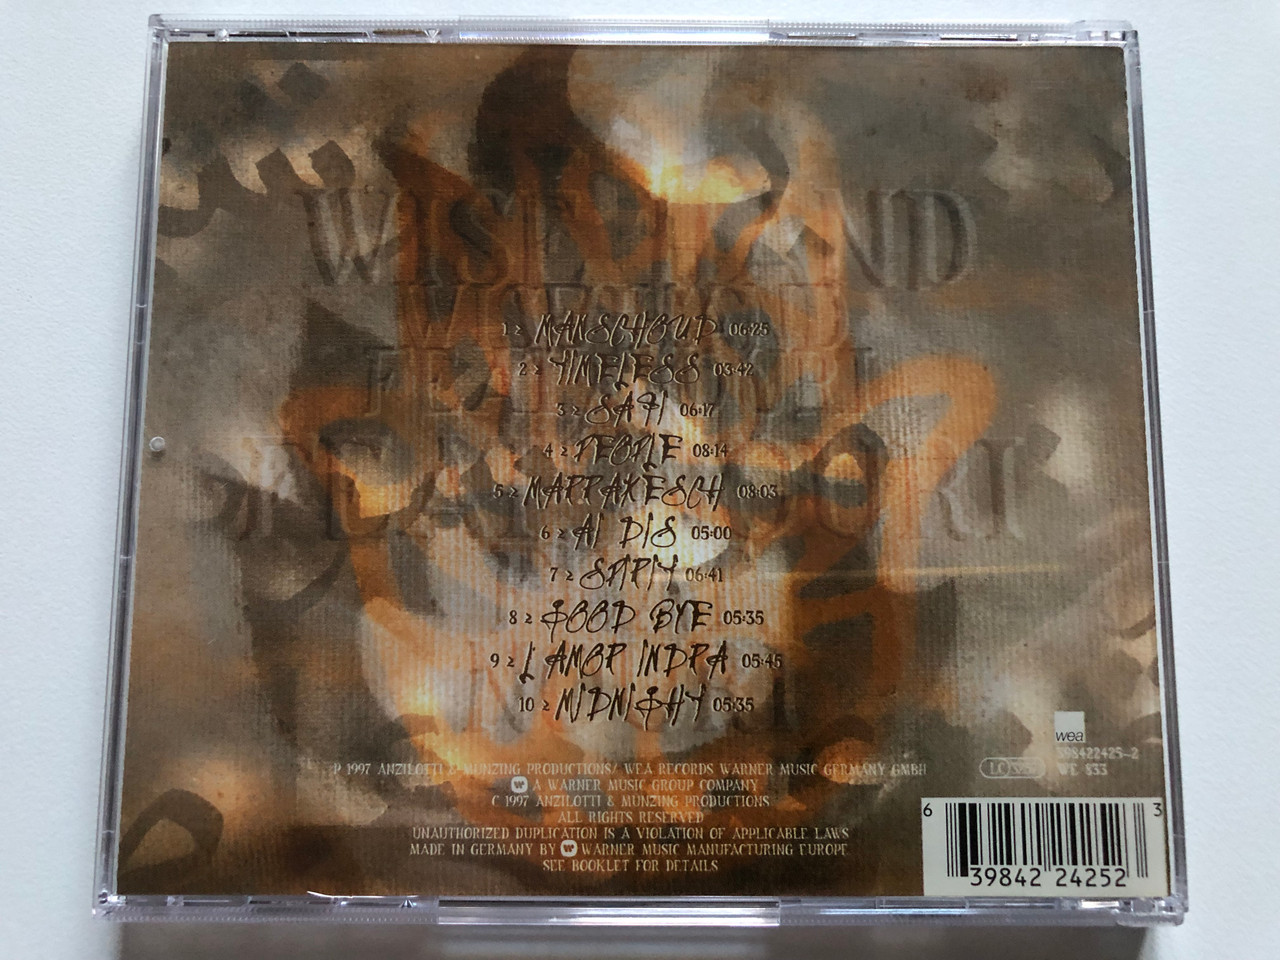 1 ≥ MANSCHOUD 06:25
2 ≥ TIMELESS 03:42
3 ≥ SAFI 06:17
4 ≥ PEOPLE 08:14
5 ≥ MARRAKESCH 08:03
6 ≥ AI DIS 05:00
7 ≥ SPIRIT 06:41
8 ≥ GOOD BYE 05:35
9 ≥ L AMOR INDRA 05:45
10 ≥ MIDNIGHT 05:35
P 1997 ANZILOTTI & MUNZING PRODUCTIONS/ WEA RECORDS WARNER MUSIC GERMANY GMBH
A WARNER MUSIC GROUP COMPANY
C 1997 ANZILOTTI & MUNZING PRODUCTIONS
ALL RIGHTS RESERVED
UNAUTHORIZED DUPLICATION IS A VIOLATION OF APPLICABLE LAWS
MADE IN GERMANY BY WARNER MUSIC MANUFACTURING EUROPE
SEE BOOKLET FOR DETAILS
wea
398422425-2
LC
WE 833
6 39842 24252 3